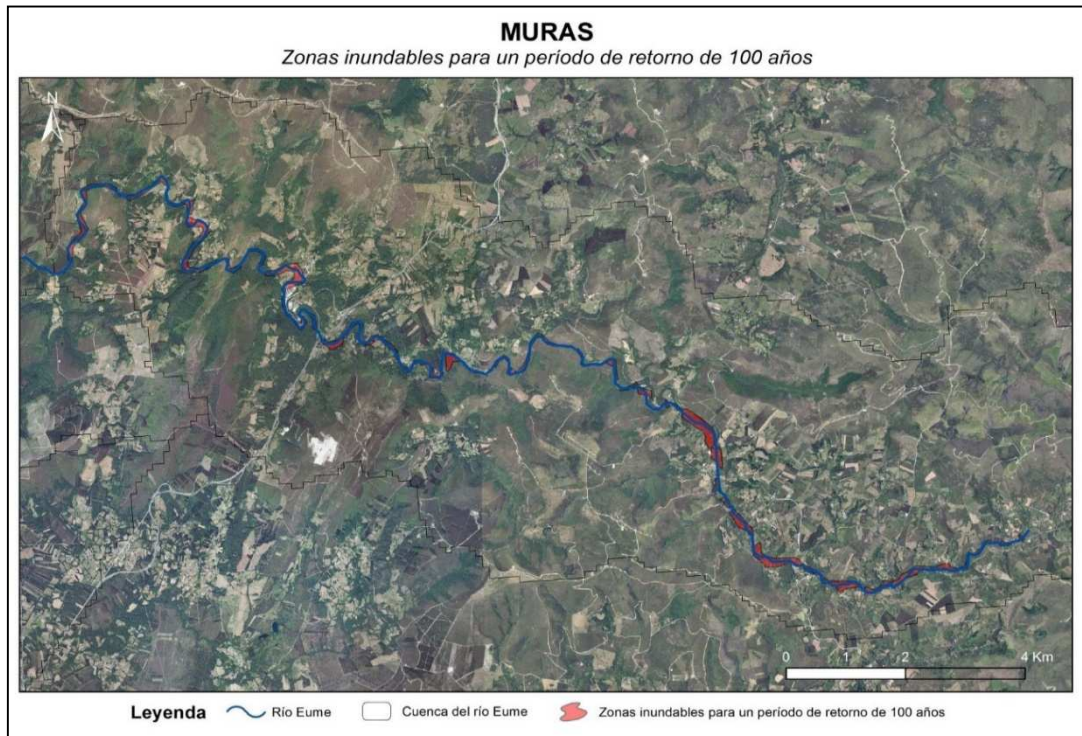 MURAS
Zonas inundables para un período de retorno de 100 años
N
0 1 2 4 Km
Leyenda Río Eume Cuenca del río Eume Zonas inundables para un período de retorno de 100 años